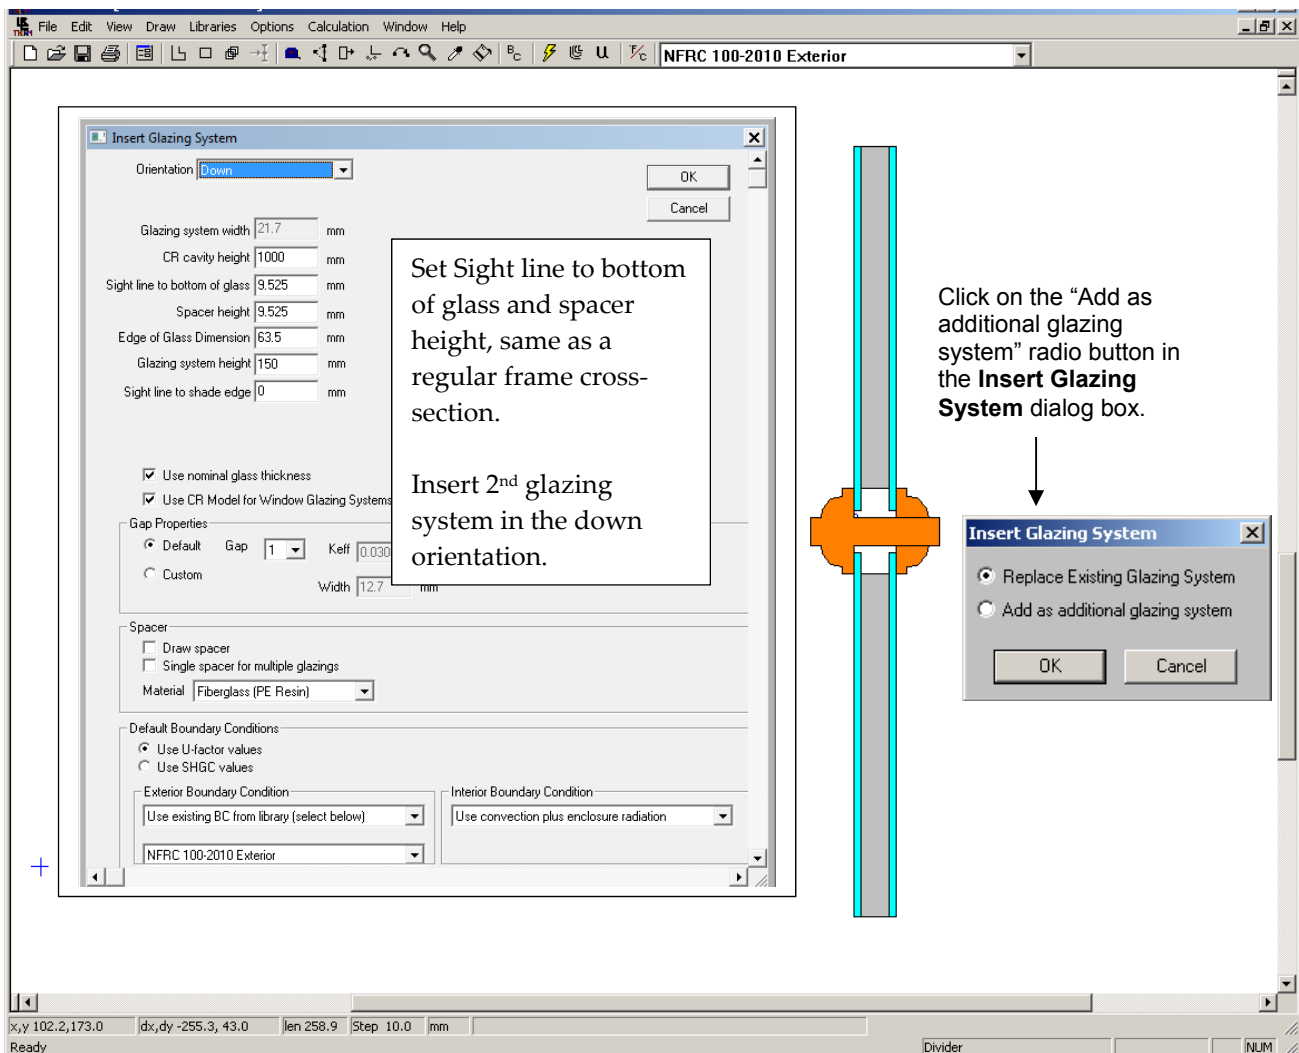 File Edit View Draw Libraries Options Calculation Window Help
NFRC 100-2010 Exterior
Insert Glazing System
Orientation Down
OK
Cancel
Glazing system width 21.7 mm
CR cavity height 1000 mm
Sight line to bottom of glass 9.525 mm
Spacer height 9.525 mm
Edge of Glass Dimension 63.5 mm
Glazing system height 150 mm
Sight line to shade edge 0 mm
Use nominal glass thickness
Use CR Model for Window Glazing Systems
Gap Properties
Default Gap 1 Keff 0.030
Custom
Width 12.7 mm
Spacer
Draw spacer
Single spacer for multiple glazings
Material Fiberglass (PE Resin)
Default Boundary Conditions
Use U-factor values
Use SHGC values
Exterior Boundary Condition
Use existing BC from library (select below)
NFRC 100-2010 Exterior
Interior Boundary Condition
Use convection plus enclosure radiation
Set Sight line to bottom
of glass and spacer
height, same as a
regular frame cross-
section.
Insert 2nd glazing
system in the down
orientation.
Click on the “Add as
additional glazing
system” radio button in
the Insert Glazing
System dialog box.
Insert Glazing System
Replace Existing Glazing System
Add as additional glazing system
OK Cancel
x,y 102.2,173.0 dx,dy -255.3, 43.0 len 258.9 Step 10.0 mm
Ready Divider NUM